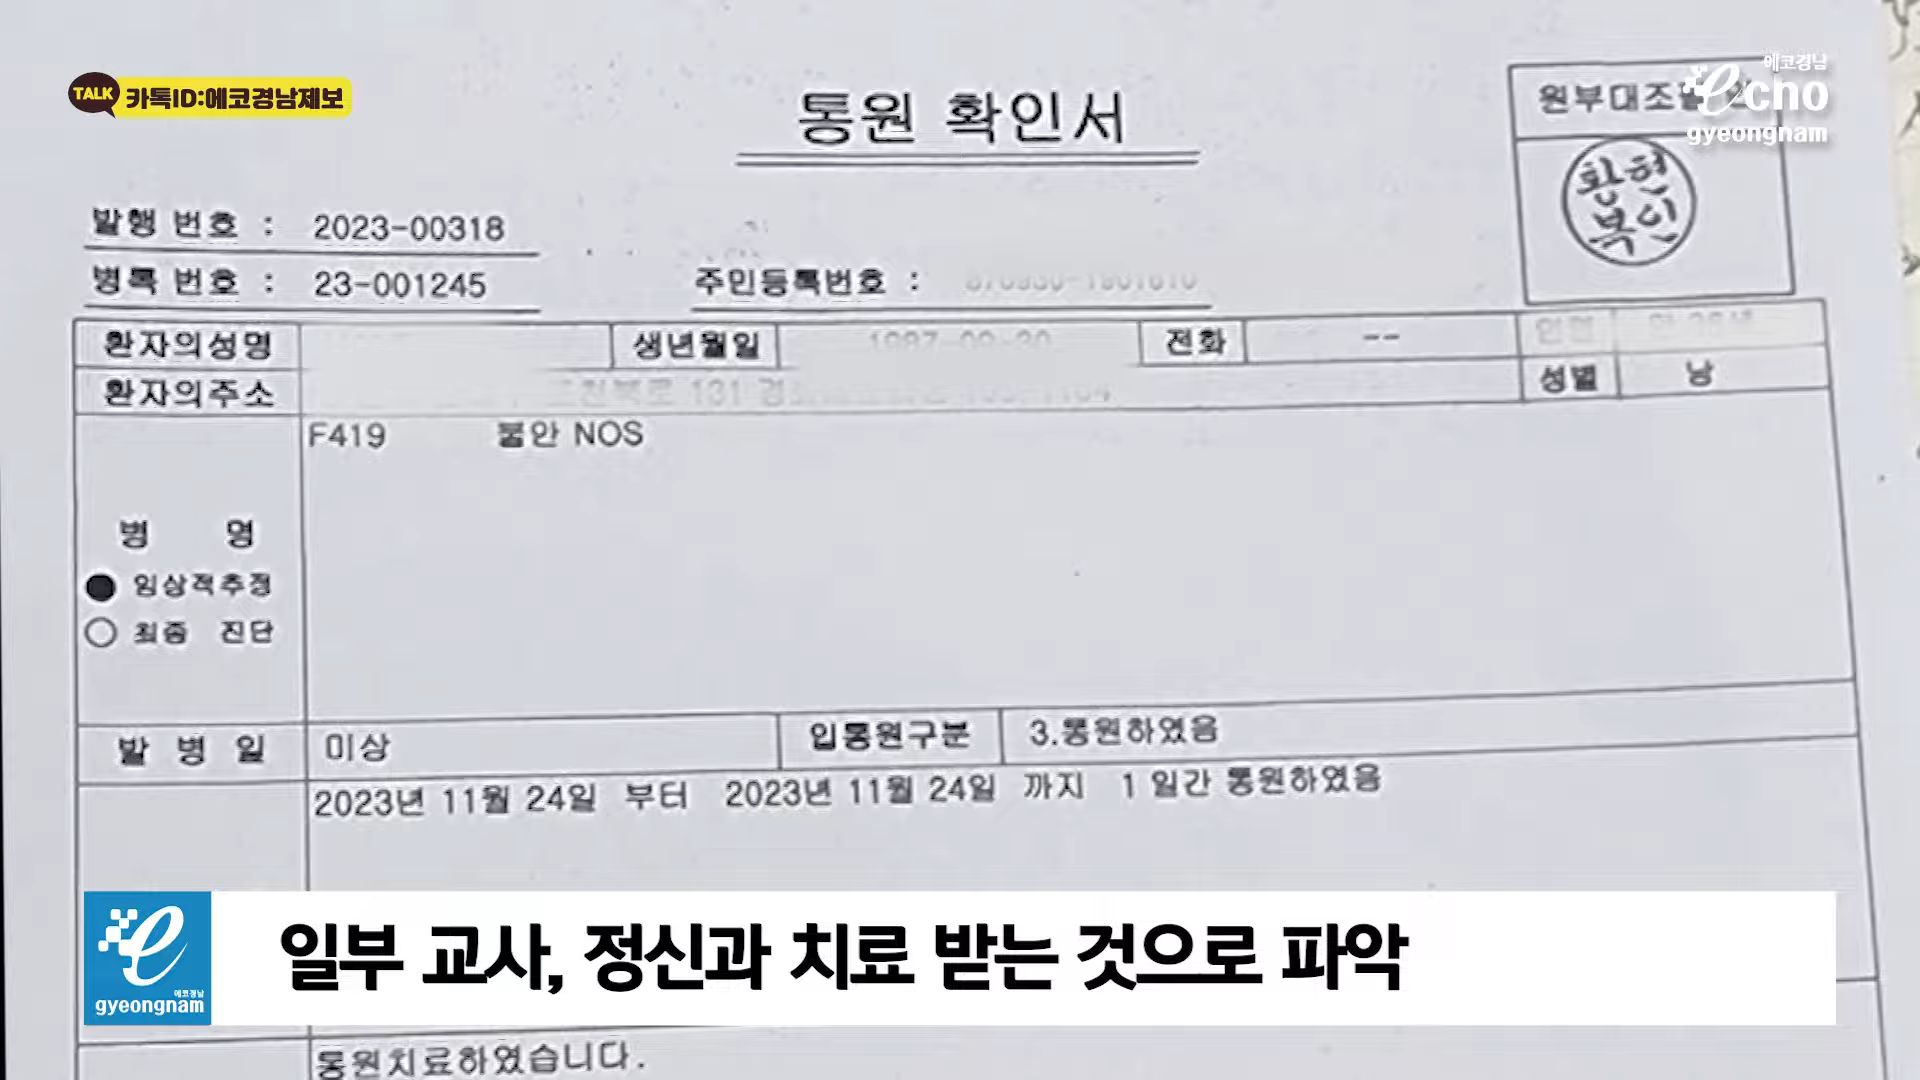 TALK 카톡ID:에코경남제보
에코경남
echo
gyeongnam
통원 확인서
원부대조필
발행 번호 : 2023-00318
병록 번호 : 23-001245 주민등록번호 :
환자의성명 생년월일 전화 --
환자의주소 성별 남
F419 불안 NOS
병 명
● 임상적추정
○ 최종 진단
발 병 일 미상 입통원구분 3.통원하였음
2023년 11월 24일 부터 2023년 11월 24일 까지 1 일간 통원하였음
에코경남
gyeongnam
일부 교사, 정신과 치료 받는 것으로 파악
통원치료하였습니다.